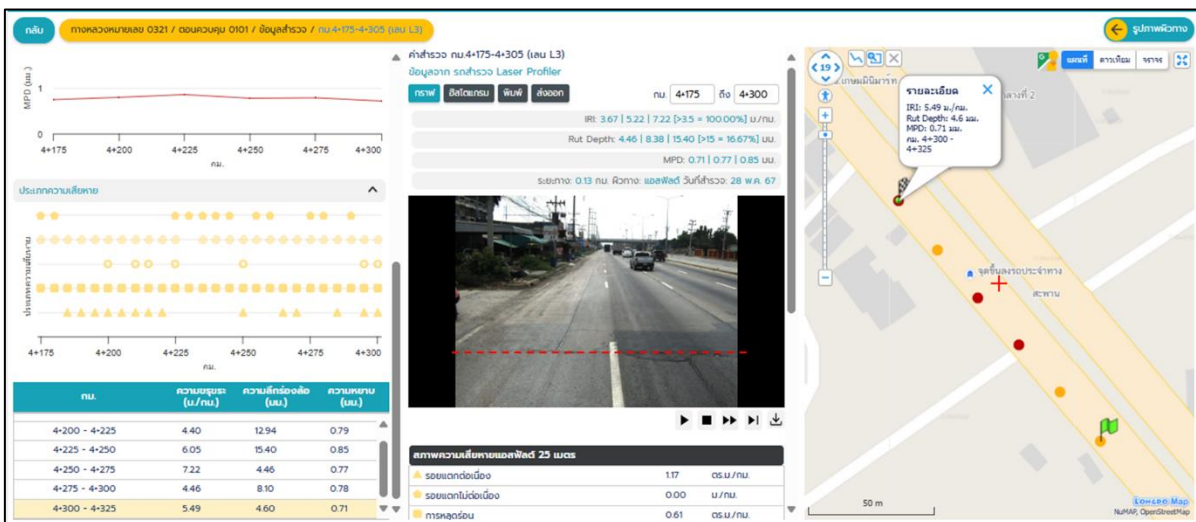 กลับ
ทางหลวงหมายเลข 0321 / ตอนควบคุม 0101 / ข้อมูลสำรวจ / กม.4+175-4+305 (เลน L3)
รูปภาพผิวทาง
MPD (มม.)
1
0
4+175 4+200 4+225 4+250 4+275 4+300
กม.
ประเภทความเสียหาย
ประเภทความเสียหาย
4+175 4+200 4+225 4+250 4+275 4+300
กม.
กม. ความขรุขระ (ม./กม.) ความลึกร่องล้อ (มม.) ความหยาบ (มม.)
4+200 - 4+225 4.40 12.94 0.79
4+225 - 4+250 6.05 15.40 0.85
4+250 - 4+275 7.22 4.46 0.77
4+275 - 4+300 4.46 8.10 0.78
4+300 - 4+325 5.49 4.60 0.71
ค่าสำรวจ กม.4+175-4+305 (เลน L3)
ข้อมูลจาก รถสำรวจ Laser Profiler
กราฟ ฮิสโตแกรม พิมพ์ ส่งออก กม. 4+175 ถึง 4+300
IRI: 3.67 | 5.22 | 7.22 [>3.5 = 100.00%] ม./กม.
Rut Depth: 4.46 | 8.38 | 15.40 [>15 = 16.67%] มม.
MPD: 0.71 | 0.77 | 0.85 มม.
ระยะทาง: 0.13 กม. ผิวทาง: แอสฟัลต์ วันที่สำรวจ: 28 พ.ค. 67
สภาพความเสียหายแอสฟัลต์ 25 เมตร
รอยแตกต่อเนื่อง 1.17 ตร.ม./กม.
รอยแตกไม่ต่อเนื่อง 0.00 ม./กม.
การหลุดร่อน 0.61 ตร.ม./กม.
19
แผนที่ ดาวเทียม จราจร
เกษมมินิมาร์ท
ลาดที่ 2
รายละเอียด
IRI: 5.49 ม./กม.
Rut Depth: 4.6 มม.
MPD: 0.71 มม.
กม. 4+300 -
4+325
จุดขึ้นลงรถประจำทาง
สะพาน
50 m
Longdo Map
NuMAP, OpenStreetMap